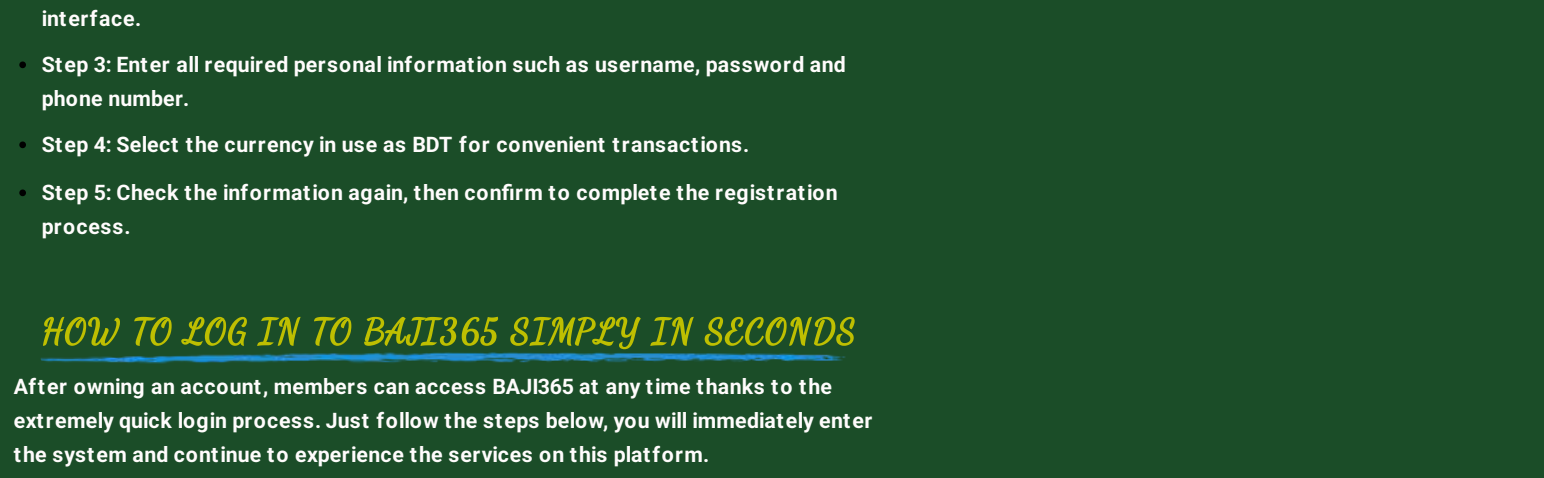 interface.
Step 3: Enter all required personal information such as username, password and
phone number.
Step 4: Select the currency in use as BDT for convenient transactions.
Step 5: Check the information again, then confirm to complete the registration
process.
HOW TO LOG IN TO BAJI365 SIMPLY IN SECONDS
After owning an account, members can access BAJI365 at any time thanks to the
extremely quick login process. Just follow the steps below, you will immediately enter
the system and continue to experience the services on this platform.